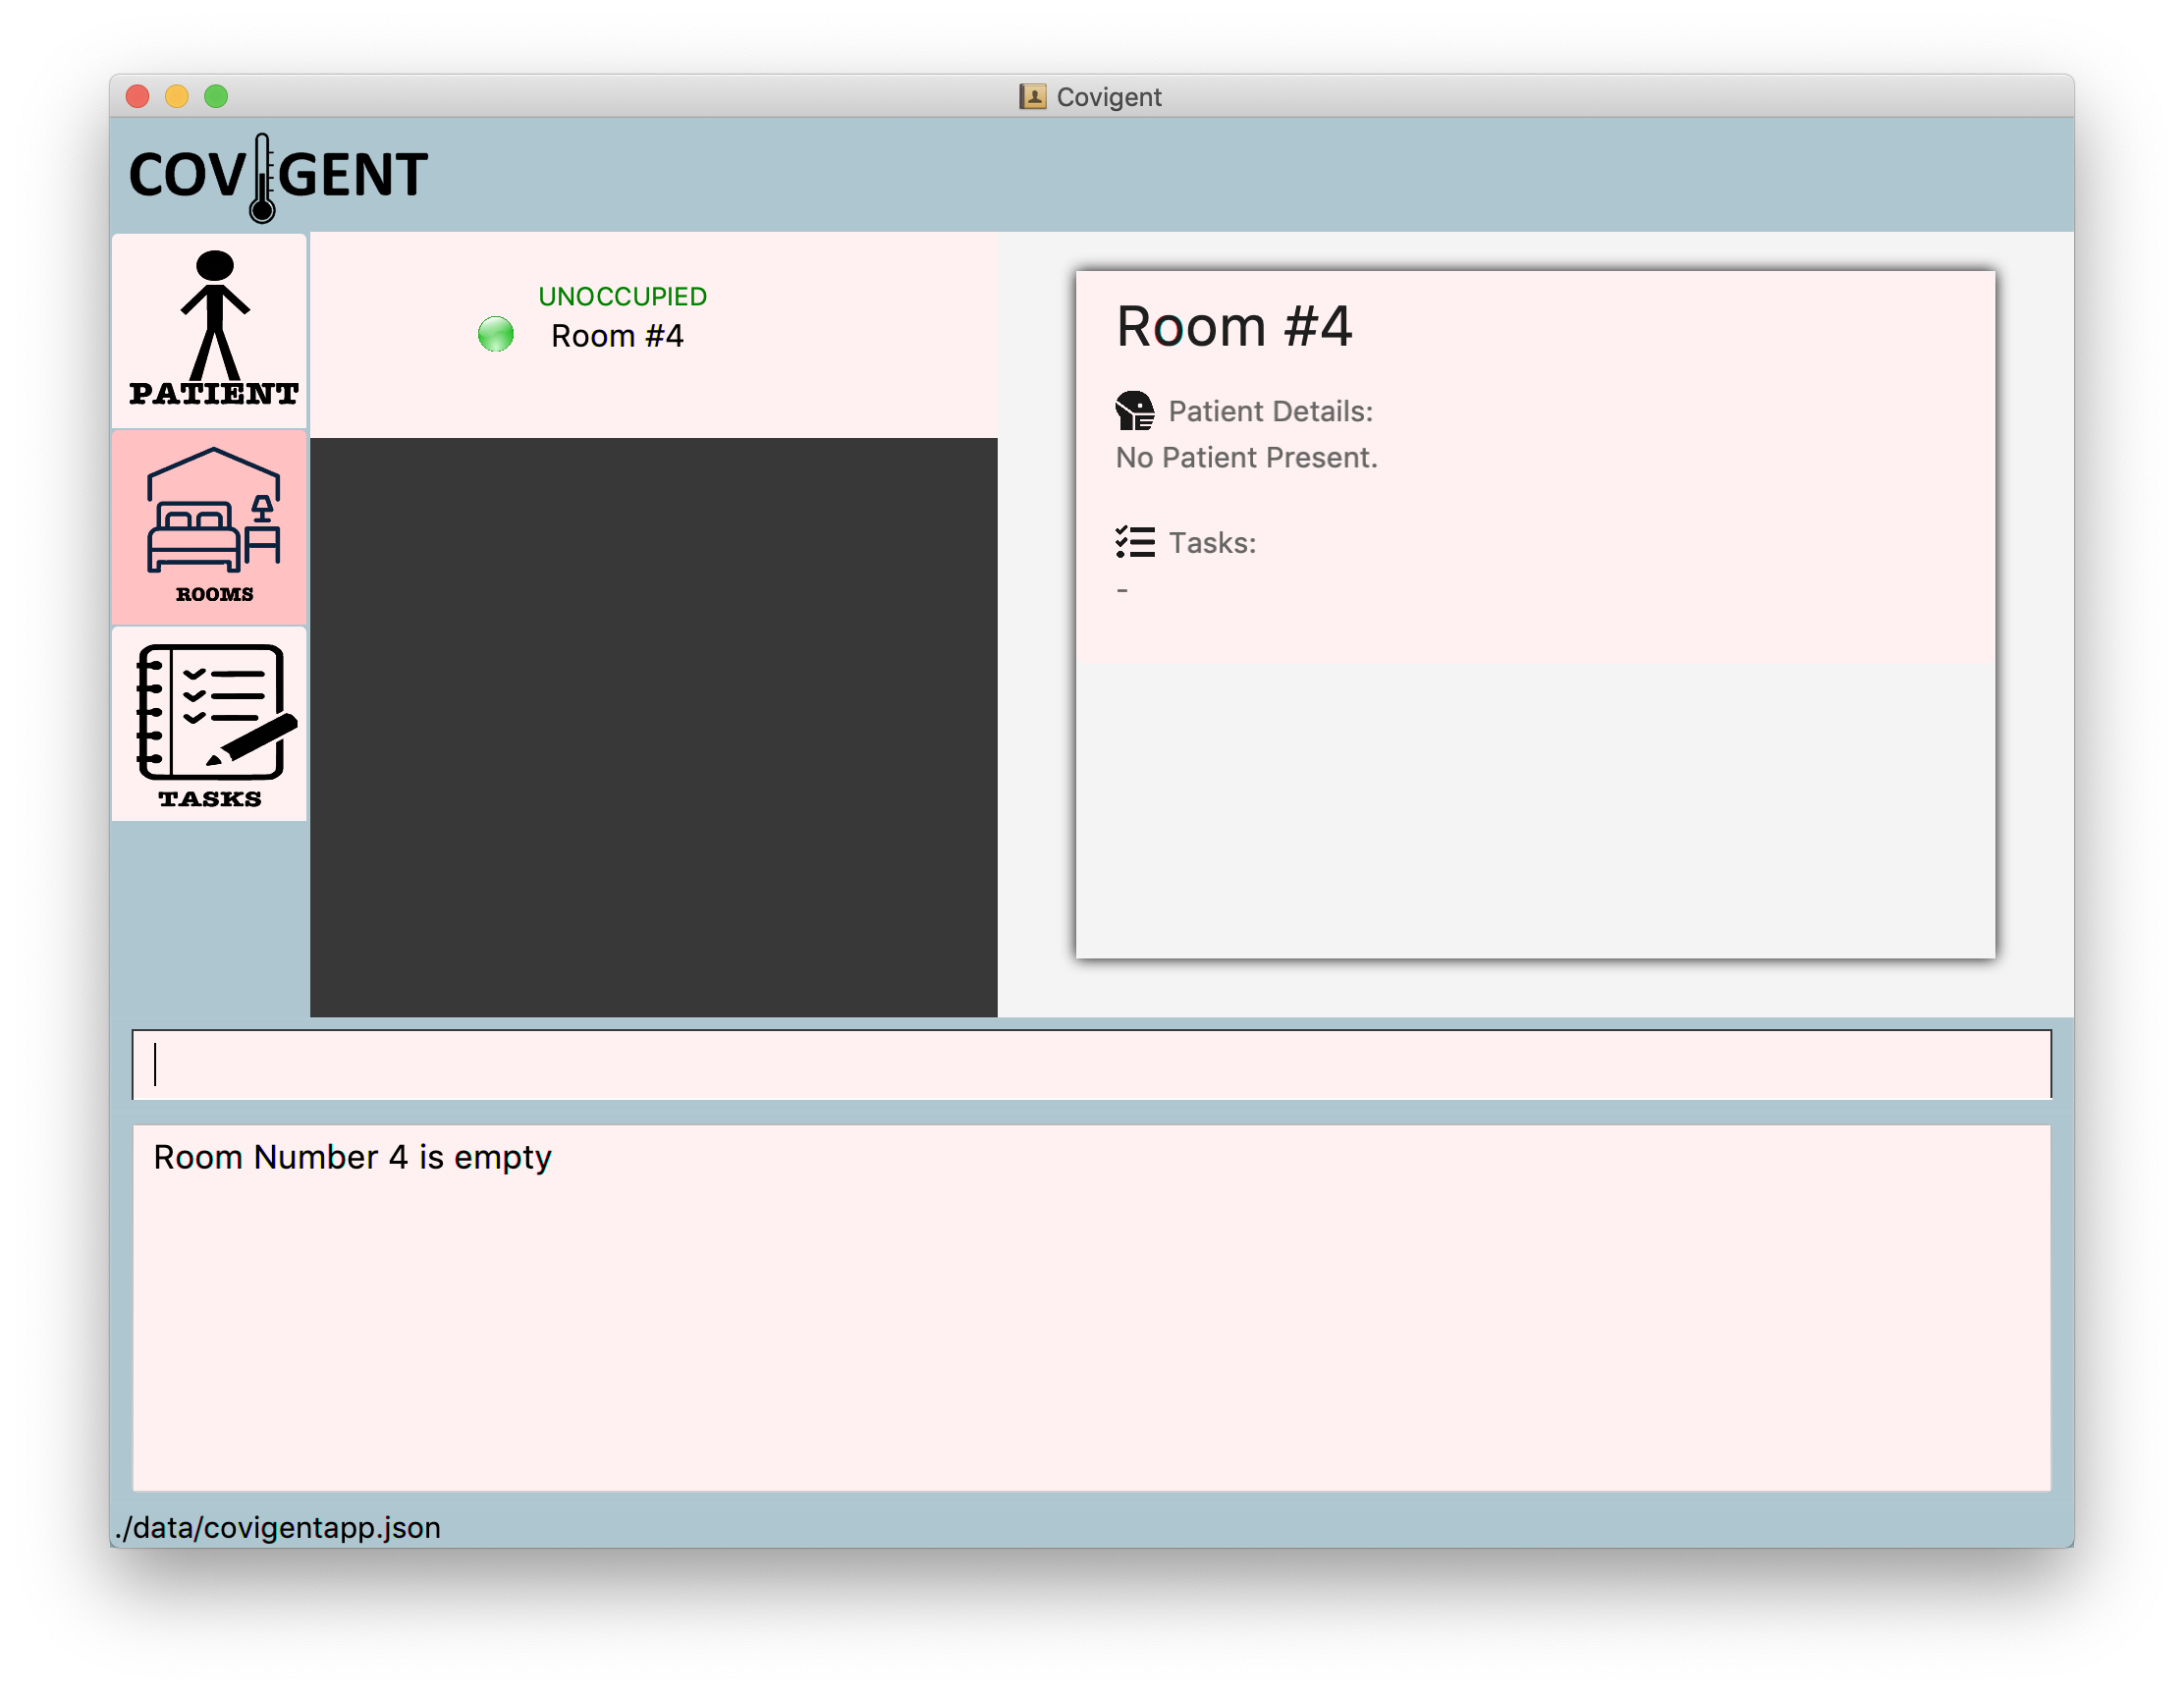 Covigent
COVIGENT
PATIENT
ROOMS
TASKS
UNOCCUPIED
Room #4
Room #4
Patient Details:
No Patient Present.
Tasks:
-
Room Number 4 is empty
./data/covigentapp.json